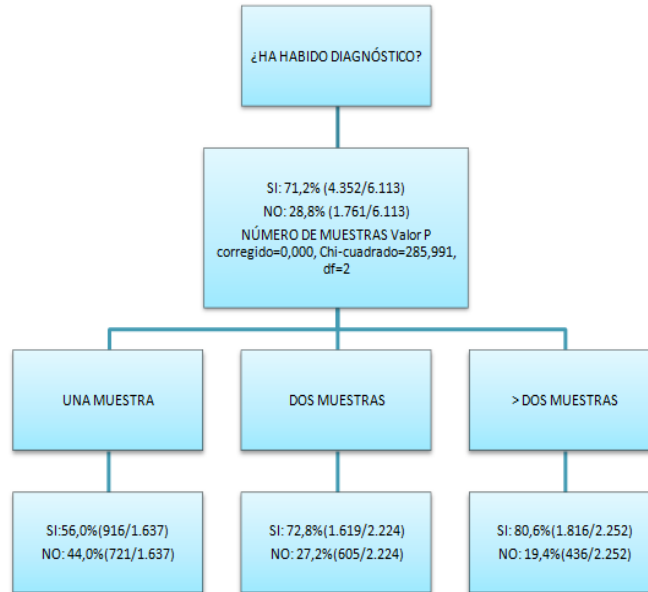 ¿HA HABIDO DIAGNÓSTICO?
SI: 71,2% (4.352/6.113)
NO: 28,8% (1.761/6.113)
NÚMERO DE MUESTRAS Valor P
corregido=0,000, Chi-cuadrado=285,991,
df=2
UNA MUESTRA
DOS MUESTRAS
> DOS MUESTRAS
SI:56,0%(916/1.637)
NO: 44,0%(721/1.637)
SI: 72,8%(1.619/2.224)
NO: 27,2%(605/2.224)
SI: 80,6%(1.816/2.252)
NO: 19,4%(436/2.252)